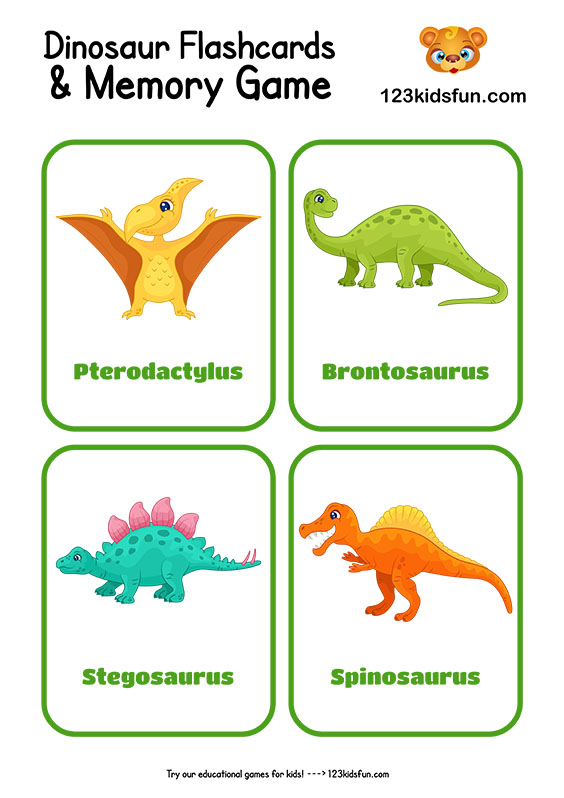 Dinosaur Flashcards
& Memory Game
123kidsfun.com
Pterodactylus
Brontosaurus
Stegosaurus
Spinosaurus
Try our educational games for kids! ---> 123kidsfun.com